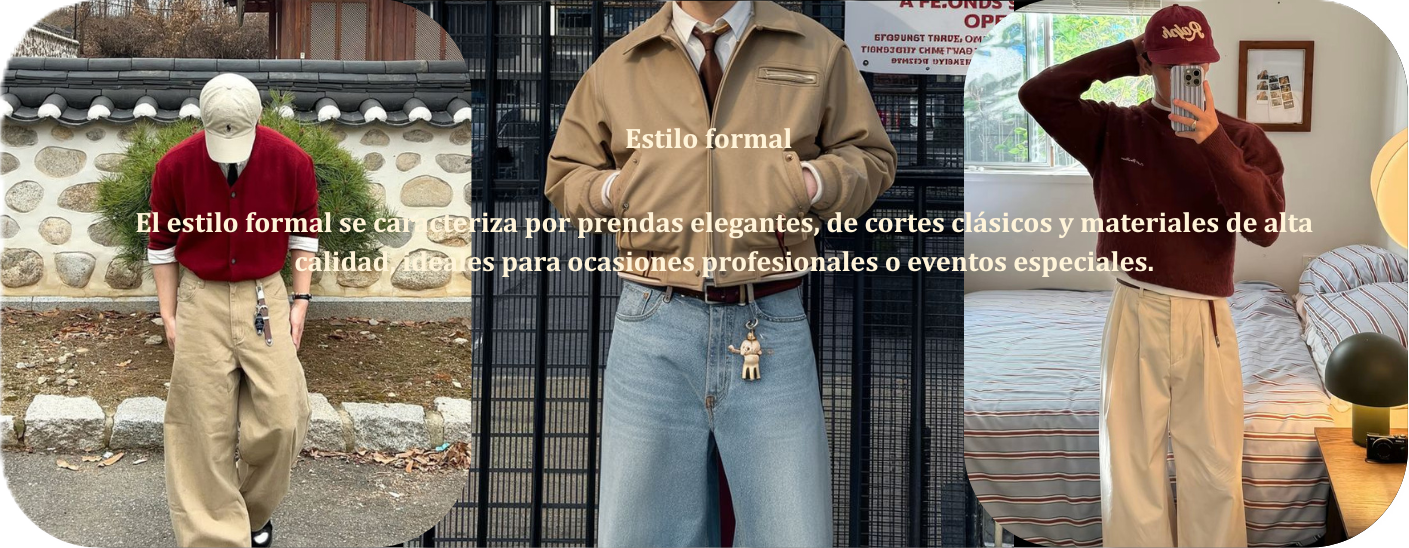 Estilo formal
El estilo formal se caracteriza por prendas elegantes, de cortes clásicos y materiales de alta
calidad, ideales para ocasiones profesionales o eventos especiales.
OPE